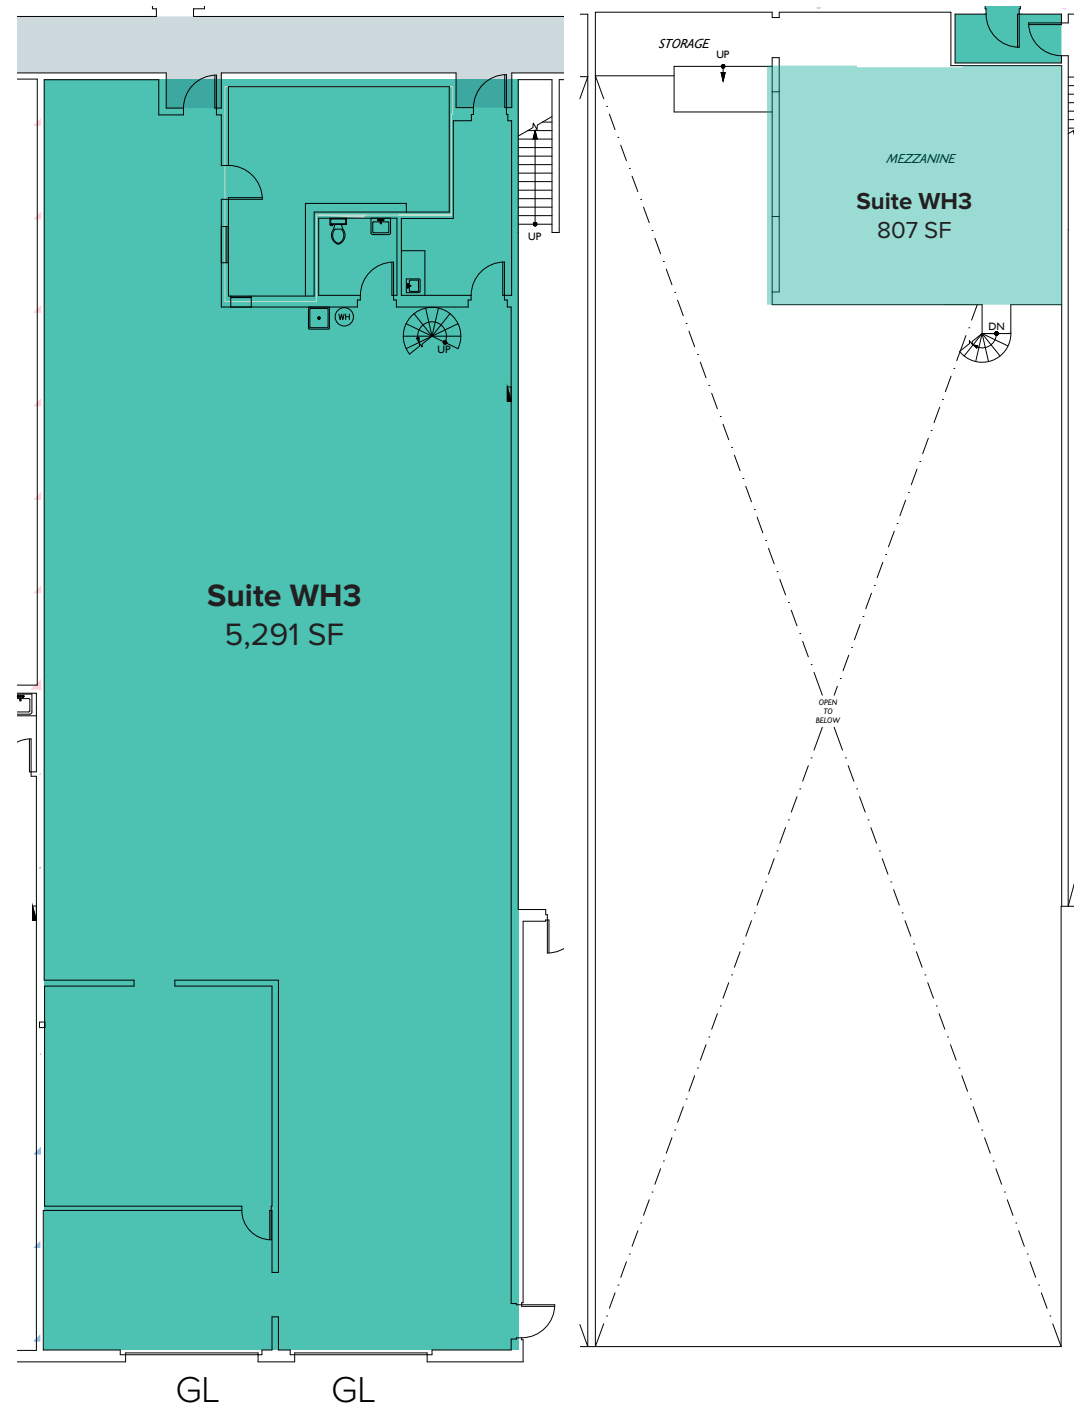 STORAGE
UP
MEZZANINE
Suite WH3
807 SF
UP
WH
UP
DN
Suite WH3
5,291 SF
OPEN
TO
BELOW
GL
GL